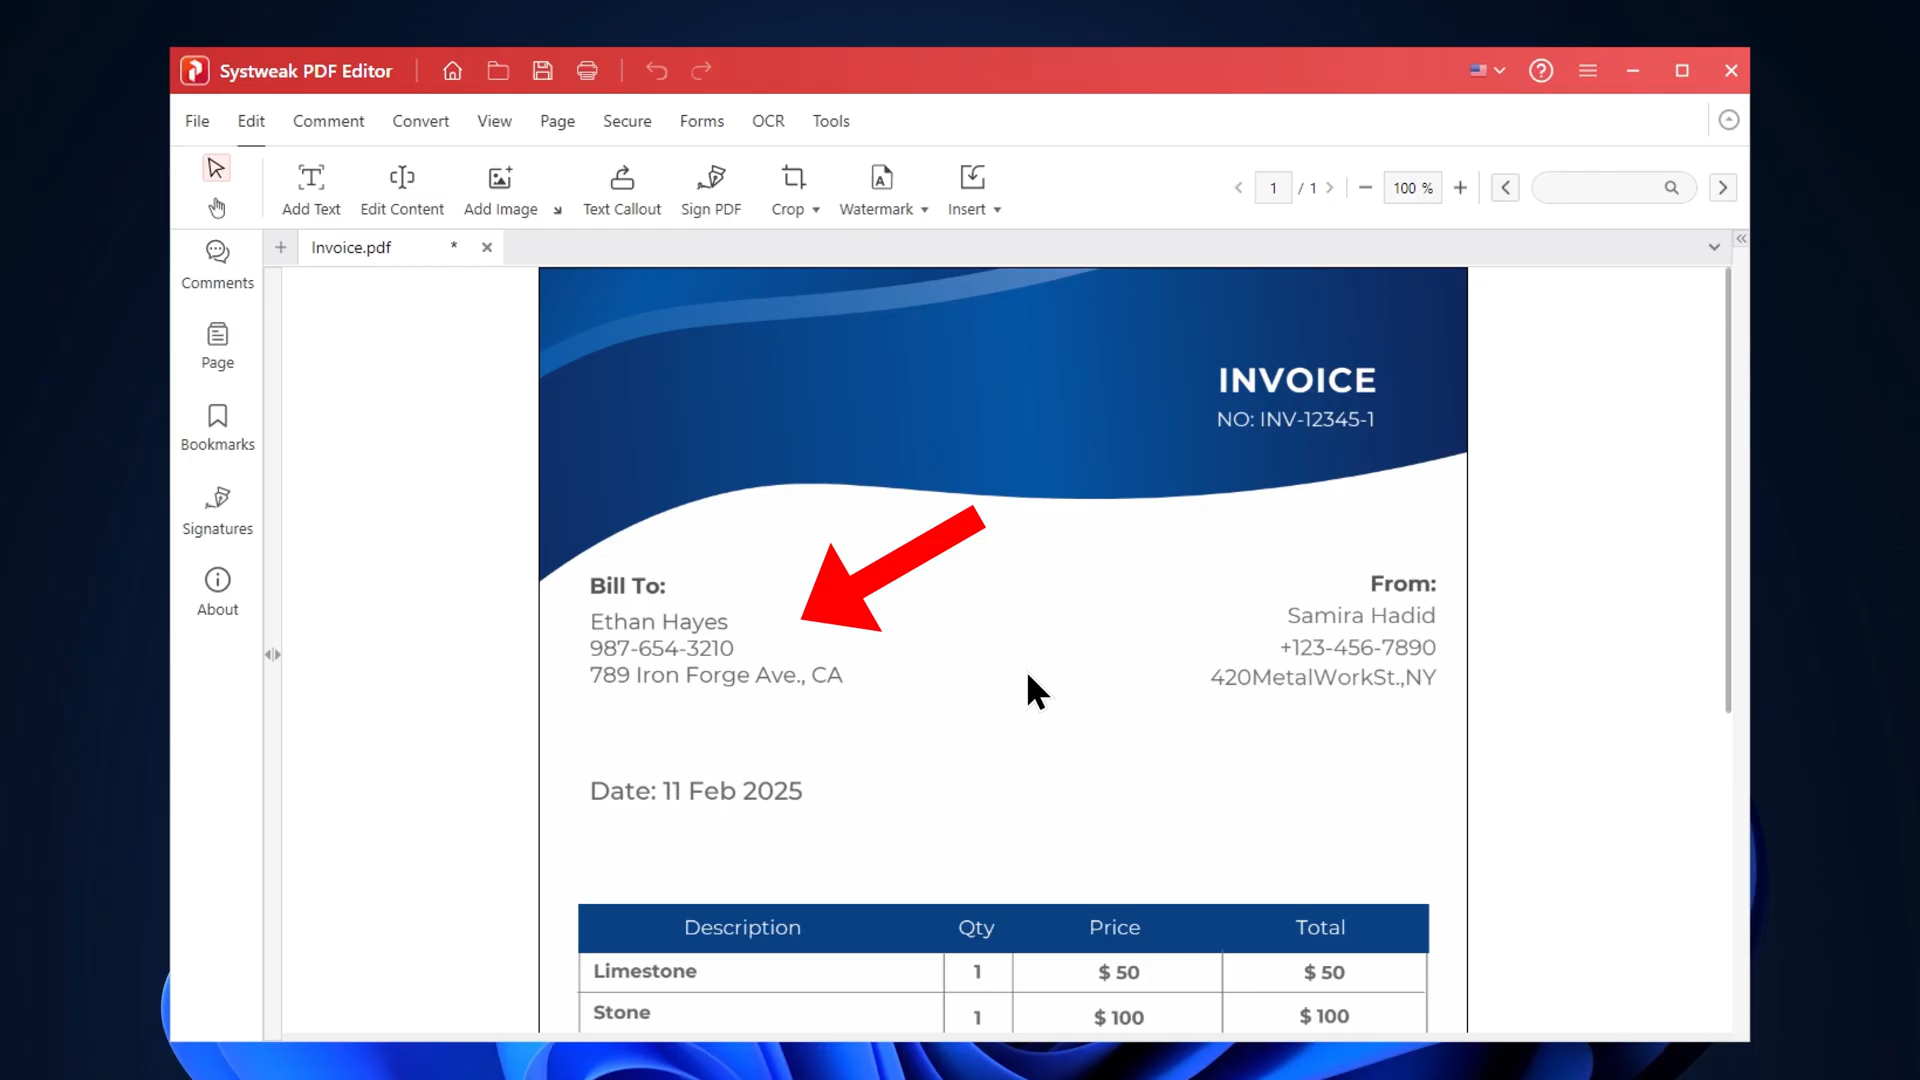 Systweak PDF Editor
File Edit Comment Convert View Page Secure Forms OCR Tools
Add Text Edit Content Add Image Text Callout Sign PDF Crop Watermark Insert
1 / 1 100 %
Comments
Page
Bookmarks
Signatures
About
Invoice.pdf *
INVOICE
NO: INV-12345-1
Bill To:
Ethan Hayes
987-654-3210
789 Iron Forge Ave., CA
From:
Samira Hadid
+123-456-7890
420MetalWorkSt.,NY
Date: 11 Feb 2025
Description Qty Price Total
Limestone 1 $ 50 $ 50
Stone 1 $ 100 $ 100